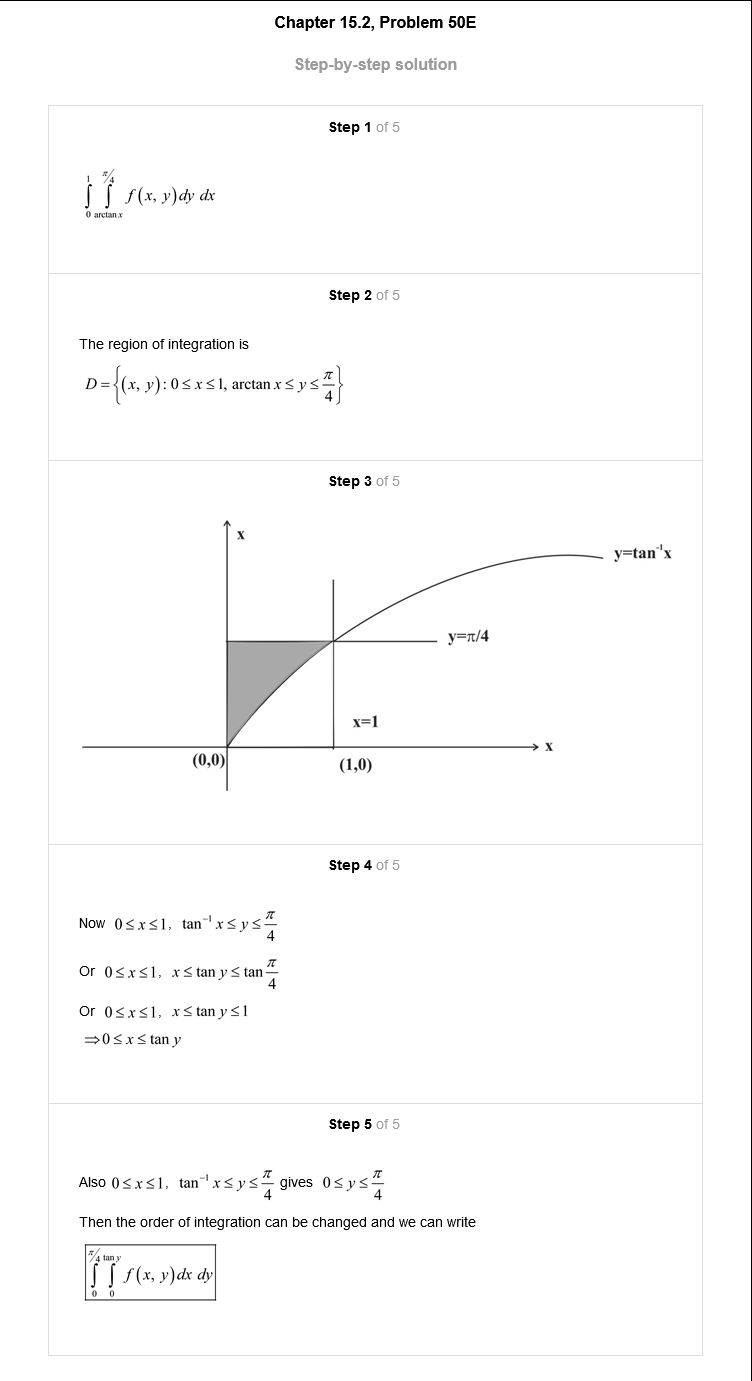 Chapter 15.2, Problem 50E
Step-by-step solution
Step 1 of 5
∫₀¹ ∫_{arctan x}^{π/4} f(x, y) dy dx
Step 2 of 5
The region of integration is
D = {(x, y) : 0 ≤ x ≤ 1, arctan x ≤ y ≤ π/4}
Step 3 of 5
x
y=tan⁻¹x
y=π/4
x=1
x
(0,0)
(1,0)
Step 4 of 5
Now 0 ≤ x ≤ 1, tan⁻¹ x ≤ y ≤ π/4
Or 0 ≤ x ≤ 1, x ≤ tan y ≤ tan π/4
Or 0 ≤ x ≤ 1, x ≤ tan y ≤ 1
⇒ 0 ≤ x ≤ tan y
Step 5 of 5
Also 0 ≤ x ≤ 1, tan⁻¹ x ≤ y ≤ π/4 gives 0 ≤ y ≤ π/4
Then the order of integration can be changed and we can write
∫₀^{π/4} ∫₀^{tan y} f(x, y) dx dy